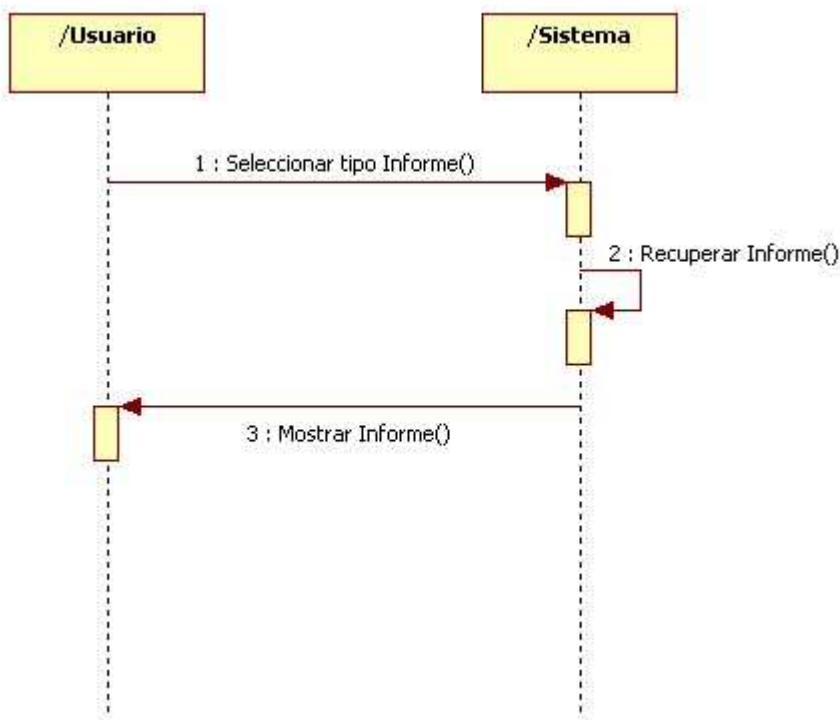 /Usuario
/Sistema
1 : Seleccionar tipo Informe()
2 : Recuperar Informe()
3 : Mostrar Informe()